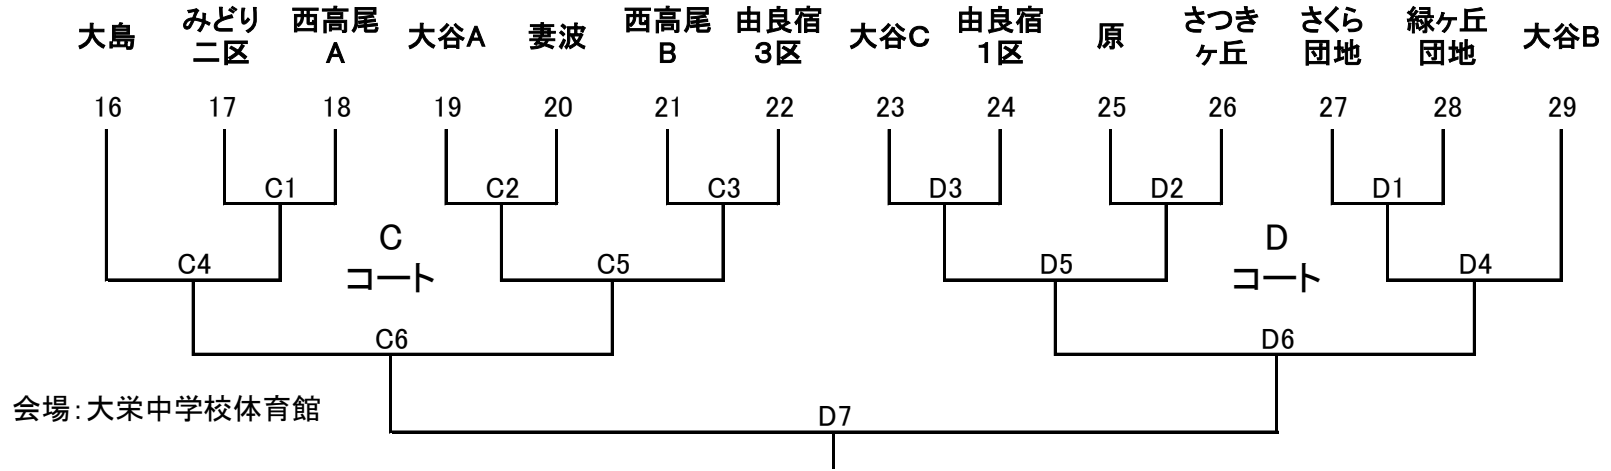 大島
みどり
二区
西高尾
A
大谷A
妻波
西高尾
B
由良宿
3区
大谷C
由良宿
1区
原
さつき
ヶ丘
さくら
団地
緑ヶ丘
団地
大谷B
16 17 18 19 20 21 22 23 24 25 26 27 28 29
C1 C2 C3 D3 D2 D1
C
コート
D
コート
C4 C5 D5 D4
C6 D6
会場:大栄中学校体育館
D7